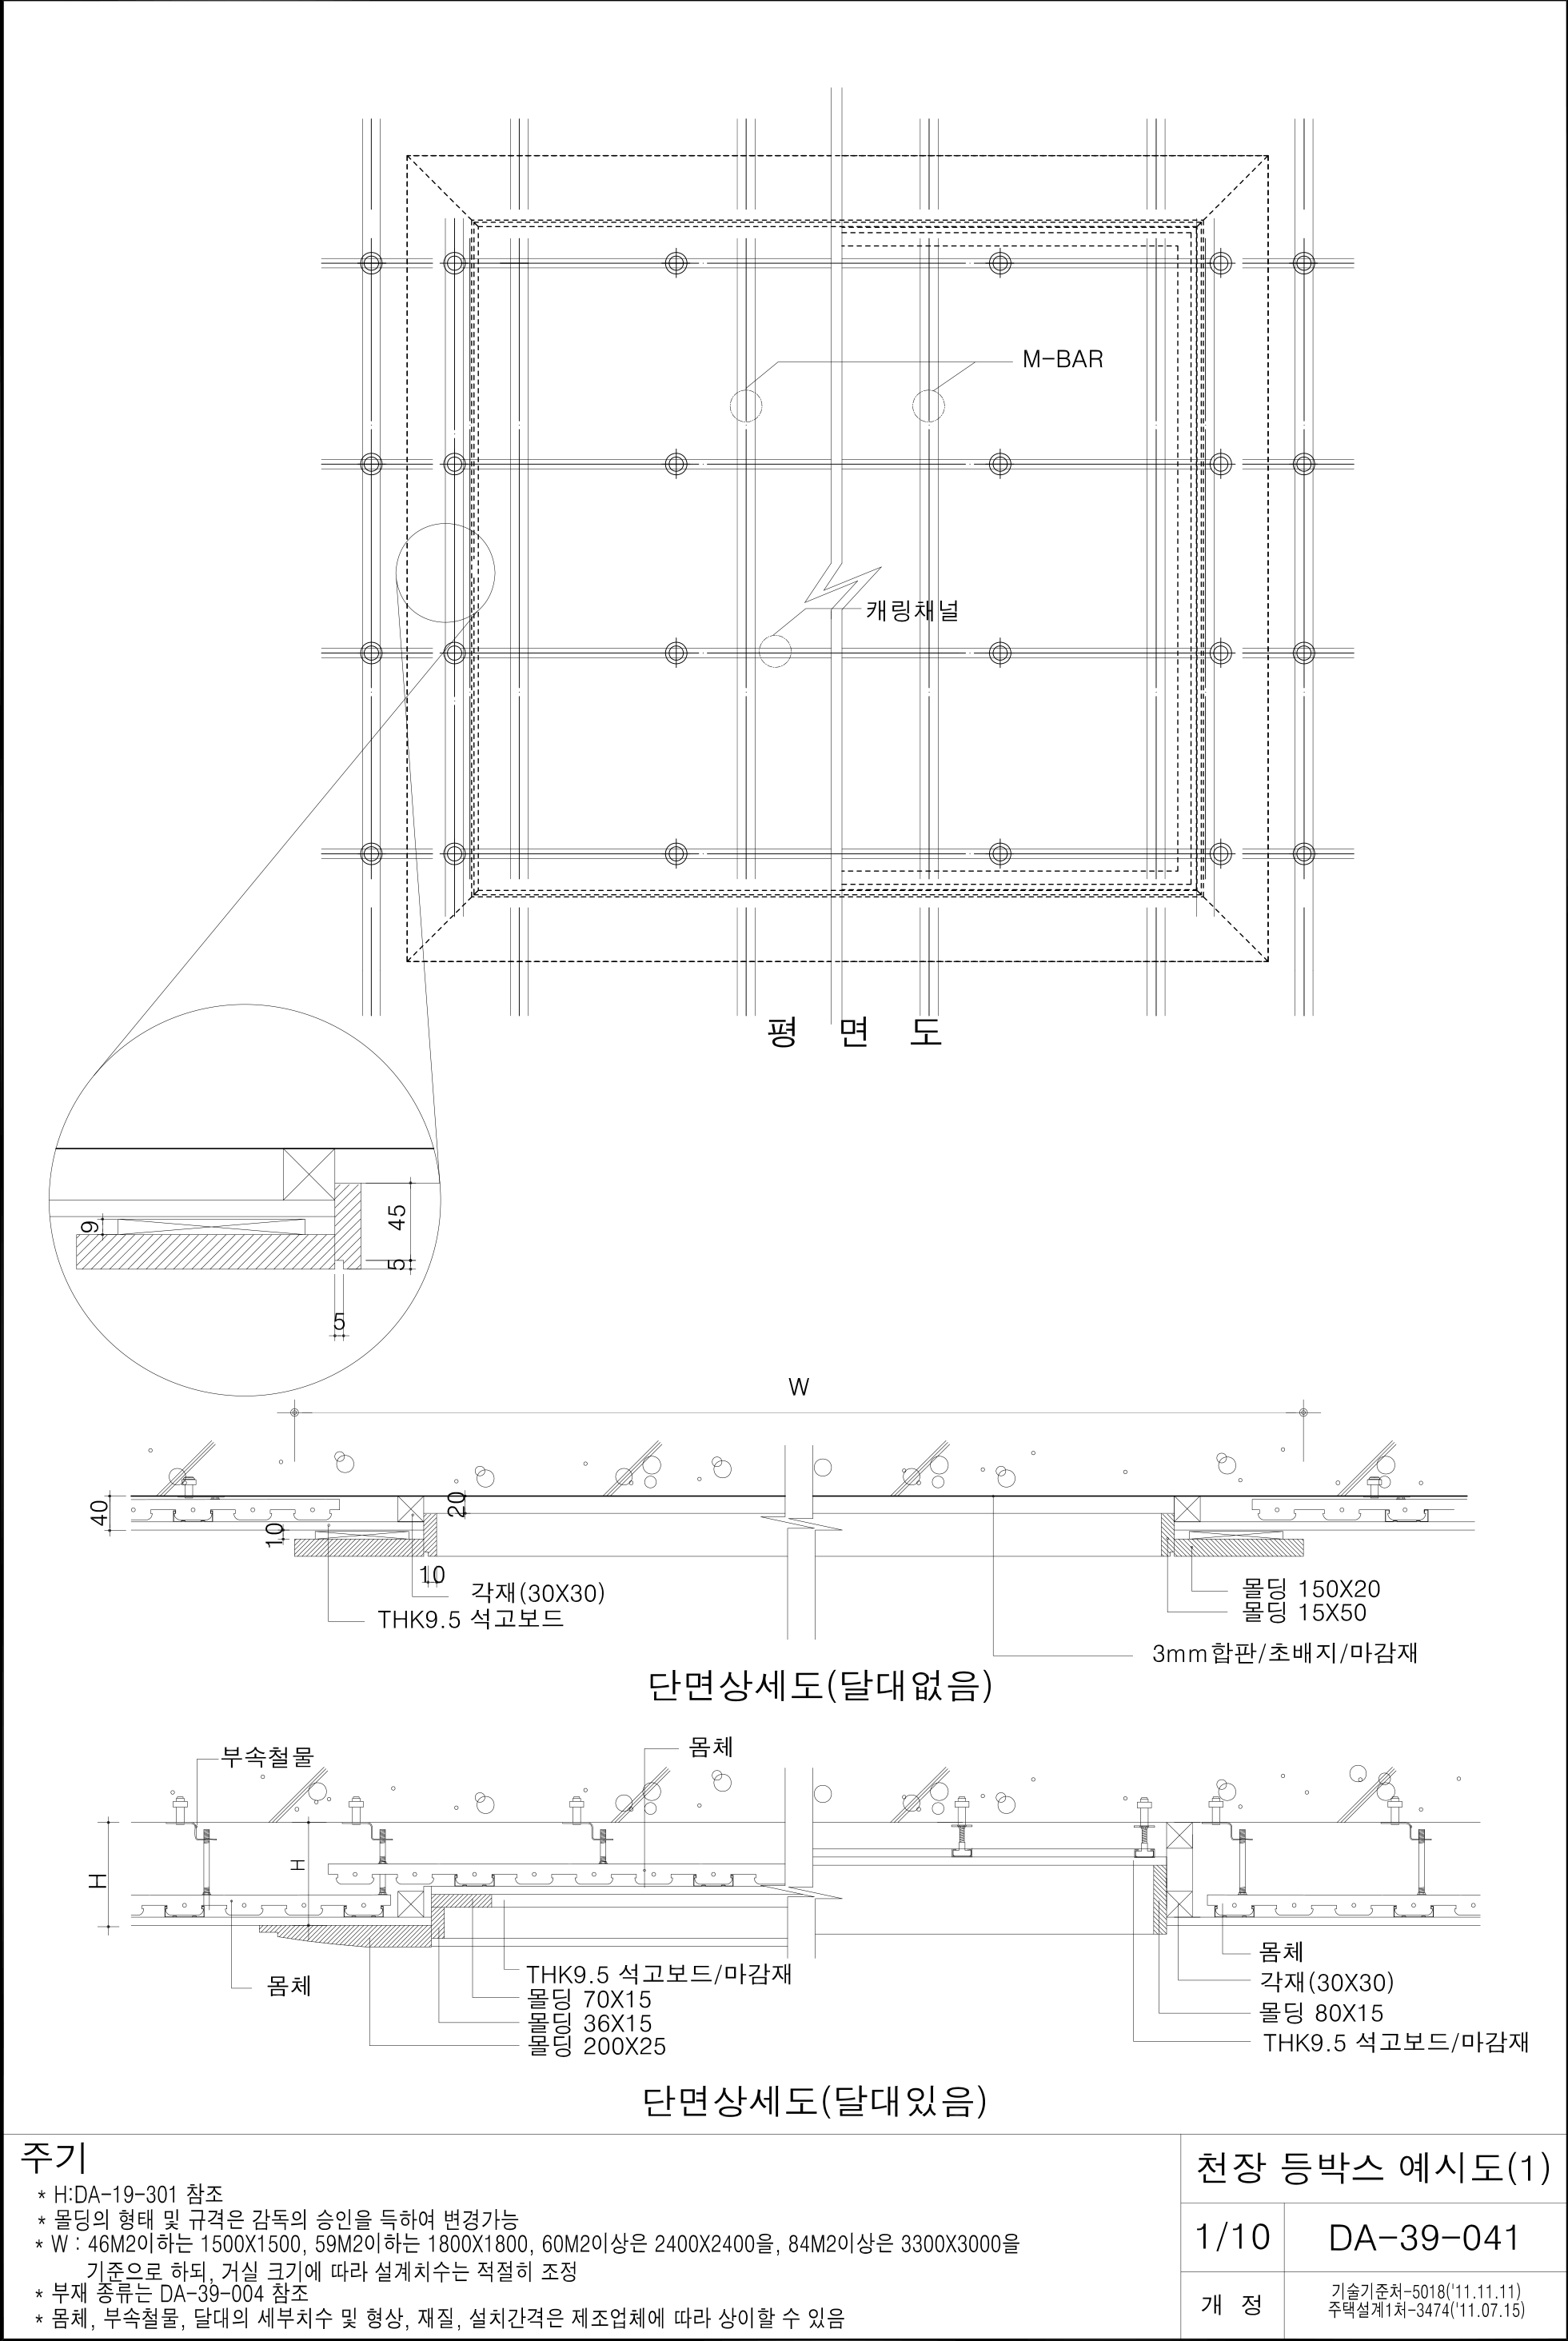 M-BAR
캐링채널
평 면 도
45
9
5
5
W
40
20
10
10
각재(30X30)
THK9.5 석고보드
몰딩 150X20
몰딩 15X50
3mm합판/초배지/마감재
단면상세도(달대없음)
몸체
부속철물
H
H
몸체
몸체
THK9.5 석고보드/마감재
몰딩 70X15
몰딩 36X15
몰딩 200X25
각재(30X30)
몰딩 80X15
THK9.5 석고보드/마감재
단면상세도(달대있음)
주기
* H:DA-19-301 참조
* 몰딩의 형태 및 규격은 감독의 승인을 득하여 변경가능
* W : 46M2이하는 1500X1500, 59M2이하는 1800X1800, 60M2이상은 2400X2400을, 84M2이상은 3300X3000을
기준으로 하되, 거실 크기에 따라 설계치수는 적절히 조정
* 부재 종류는 DA-39-004 참조
* 몸체, 부속철물, 달대의 세부치수 및 형상, 재질, 설치간격은 제조업체에 따라 상이할 수 있음
천장 등박스 예시도(1)
1/10
DA-39-041
개 정
기술기준처-5018('11.11.11)
주택설계1처-3474('11.07.15)